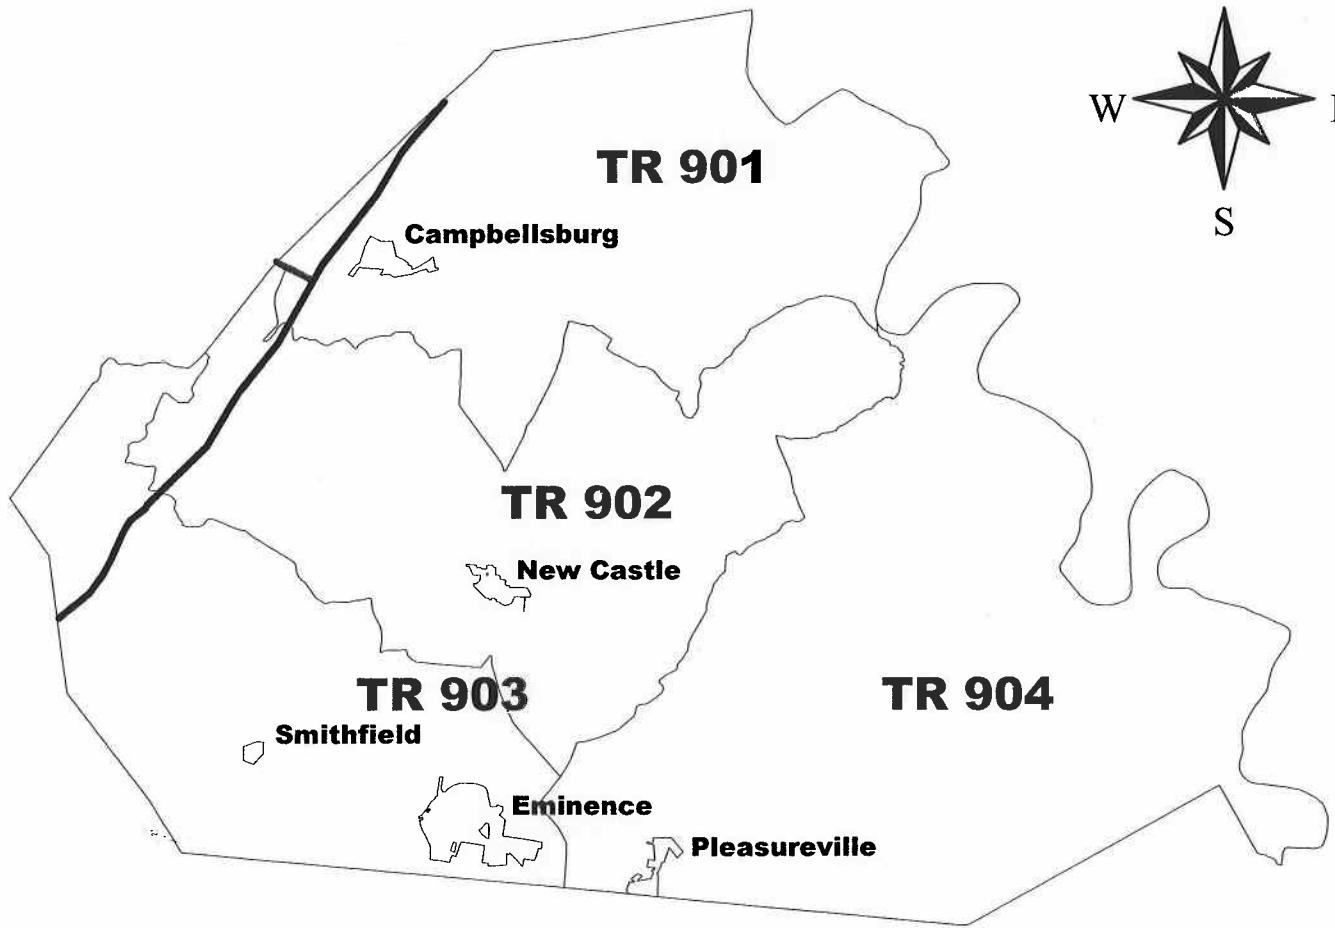 TR 901
W
Campbellsburg
S
TR 902
New Castle
TR 903
TR 904
Smithfield
Eminence
Pleasureville